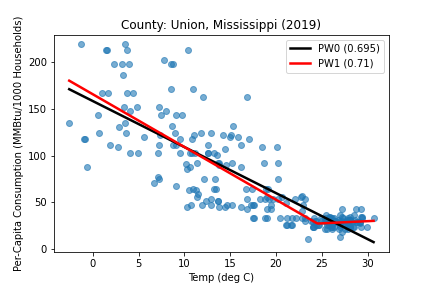 County: Union, Mississippi (2019)
Per-Capita Consumption (MMBtu/1000 Households)
200
150
100
50
0
PW0 (0.695)
PW1 (0.71)
0 5 10 15 20 25 30
Temp (deg C)